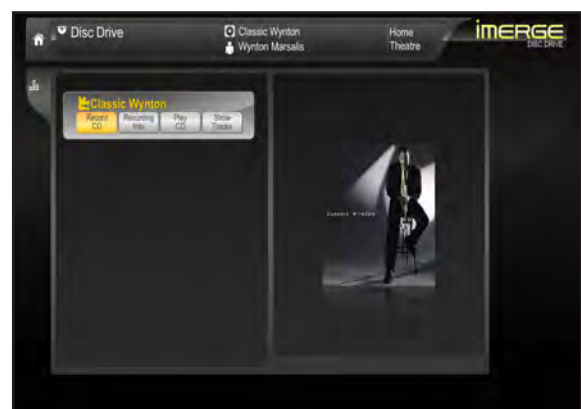 Disc Drive
Classic Wynton
Wynton Marsalis
Home
Theatre
imerge
DISC DRIVE
Classic Wynton
Record
CD
Recording
Info
Play
CD
Show
Tracks
CLASSIC WYNTON